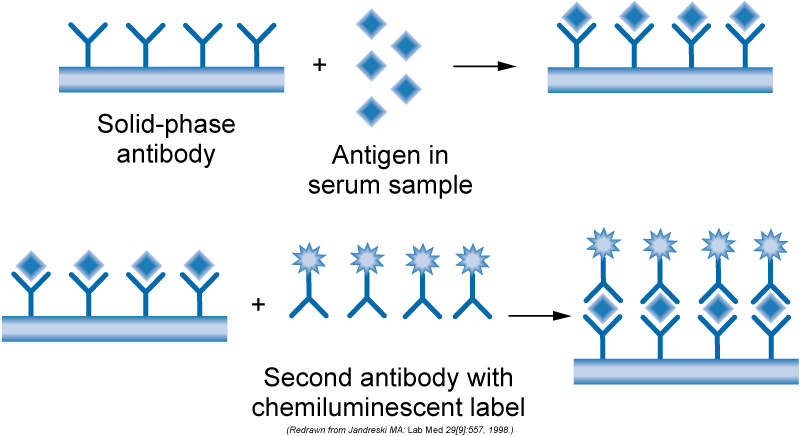 +
Solid-phase
antibody
Antigen in
serum sample
+
Second antibody with
chemiluminescent label
(Redrawn from Jandreski MA: Lab Med 29[9]:557, 1998.)